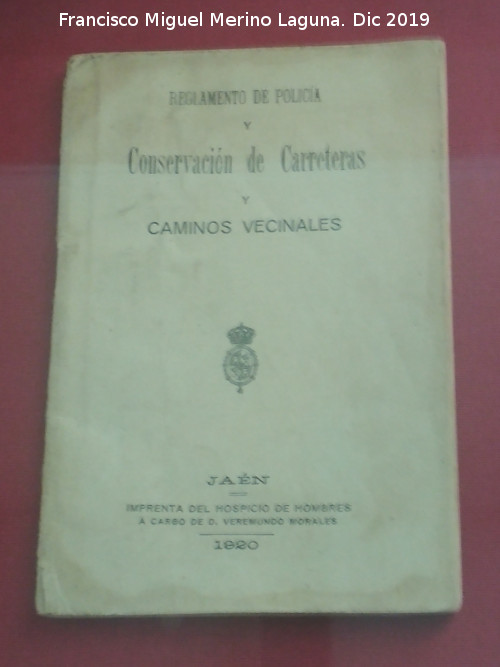 Francisco Miguel Merino Laguna. Dic 2019
REGLAMENTO DE POLICIA
Y
Conservación de Carreteras
Y
CAMINOS VECINALES
JAÉN
IMPRENTA DEL HOSPICIO DE HOMBRES
Á CARGO DE D. VEREMUNDO MORALES
1920